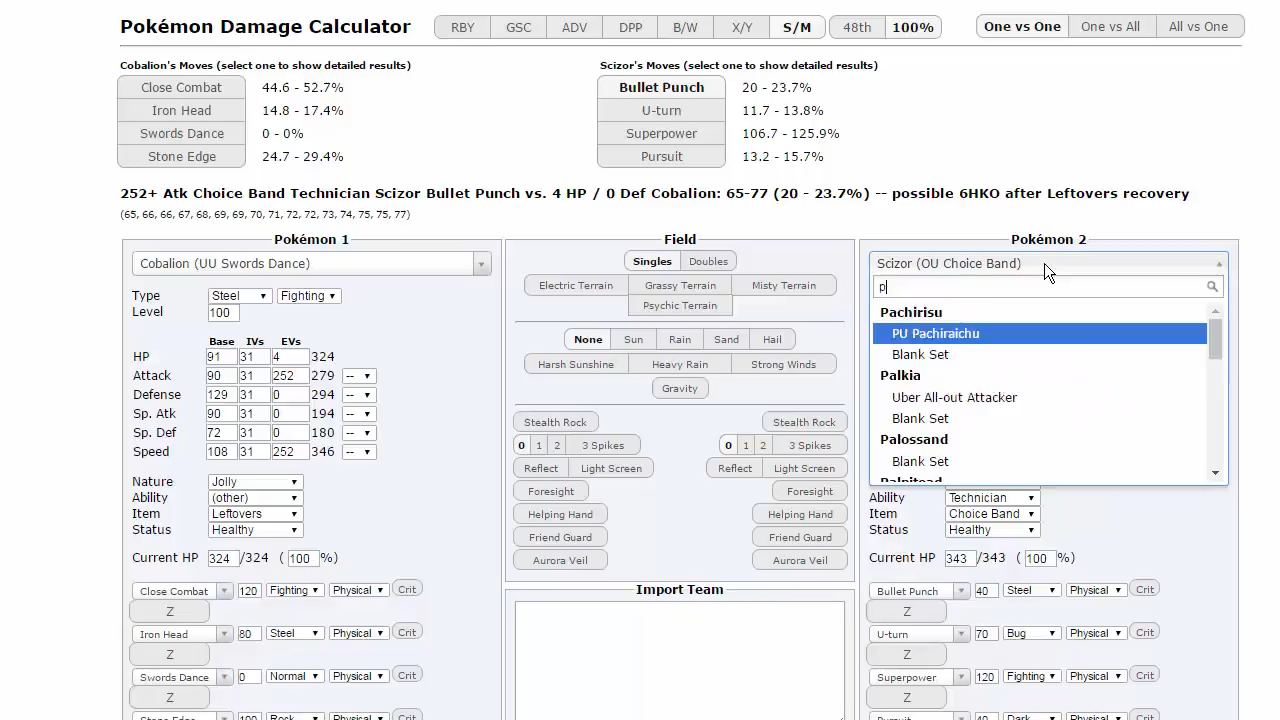 Pokémon Damage Calculator
RBY GSC ADV DPP B/W X/Y S/M 48th 100% One vs One One vs All All vs One
Cobalion's Moves (select one to show detailed results)
Close Combat 44.6 - 52.7%
Iron Head 14.8 - 17.4%
Swords Dance 0 - 0%
Stone Edge 24.7 - 29.4%
Scizor's Moves (select one to show detailed results)
Bullet Punch 20 - 23.7%
U-turn 11.7 - 13.8%
Superpower 106.7 - 125.9%
Pursuit 13.2 - 15.7%
252+ Atk Choice Band Technician Scizor Bullet Punch vs. 4 HP / 0 Def Cobalion: 65-77 (20 - 23.7%) -- possible 6HKO after Leftovers recovery
(65, 66, 66, 67, 68, 69, 69, 70, 71, 72, 72, 73, 74, 75, 75, 77)
Pokémon 1
Cobalion (UU Swords Dance)
Type Steel Fighting
Level 100
Base IVs EVs
HP 91 31 4 324
Attack 90 31 252 279 --
Defense 129 31 0 294 --
Sp. Atk 90 31 0 194 --
Sp. Def 72 31 0 180 --
Speed 108 31 252 346 --
Nature Jolly
Ability (other)
Item Leftovers
Status Healthy
Current HP 324 /324 ( 100 %)
Close Combat 120 Fighting Physical Crit
Z
Iron Head 80 Steel Physical Crit
Z
Swords Dance 0 Normal Physical Crit
Z
Stone Edge 100 Rock Physical Crit
Field
Singles Doubles
Electric Terrain Grassy Terrain Misty Terrain
Psychic Terrain
None Sun Rain Sand Hail
Harsh Sunshine Heavy Rain Strong Winds
Gravity
Stealth Rock Stealth Rock
0 1 2 3 Spikes 0 1 2 3 Spikes
Reflect Light Screen Reflect Light Screen
Foresight Foresight
Helping Hand Helping Hand
Friend Guard Friend Guard
Aurora Veil Aurora Veil
Import Team
Pokémon 2
Scizor (OU Choice Band)
p
Pachirisu
PU Pachiraichu
Blank Set
Palkia
Uber All-out Attacker
Blank Set
Palossand
Blank Set
Palpitoad
Ability Technician
Item Choice Band
Status Healthy
Current HP 343 /343 ( 100 %)
Bullet Punch 40 Steel Physical Crit
Z
U-turn 70 Bug Physical Crit
Z
Superpower 120 Fighting Physical Crit
Z
Pursuit 40 Dark Physical Crit